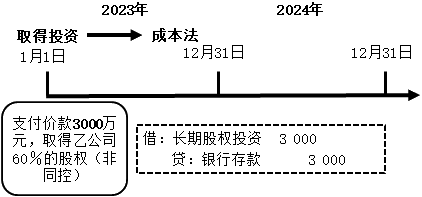 2023年 2024年
取得投资 成本法
1月1日 12月31日 12月31日
支付价款3000万
元，取得乙公司
60％的股权（非
同控）
借：长期股权投资 3 000
贷：银行存款 3 000